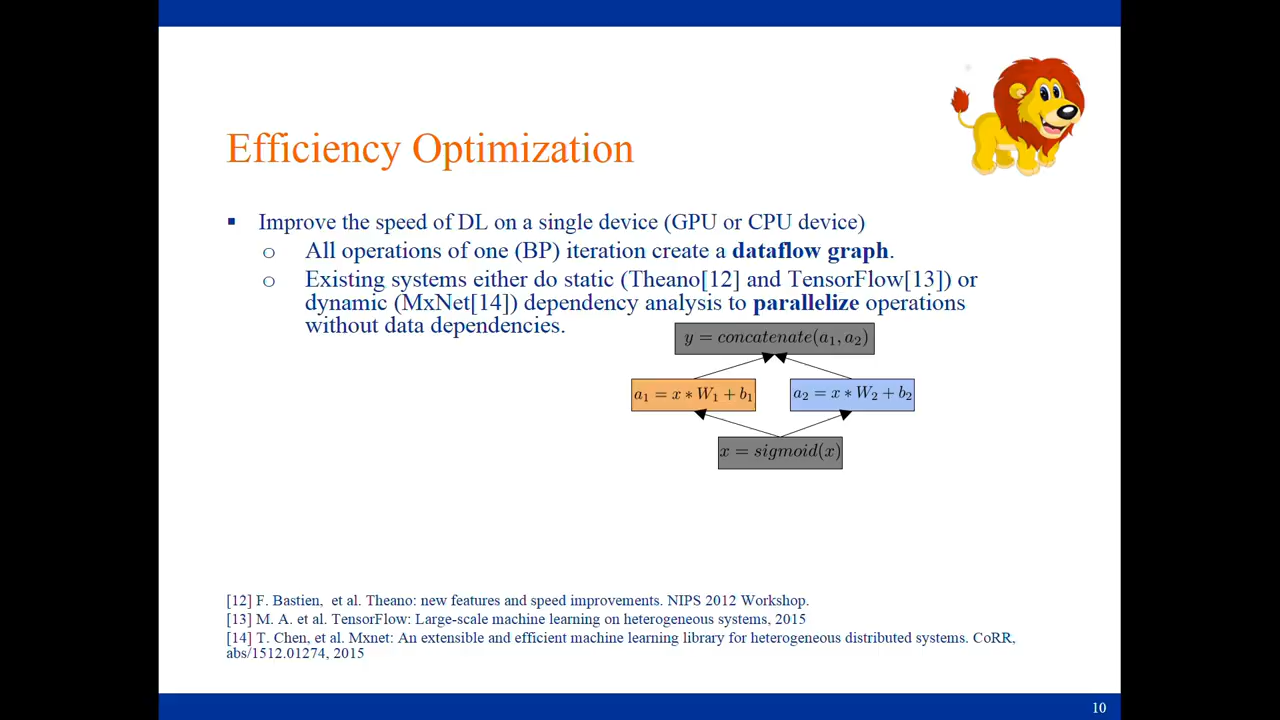 Efficiency Optimization
▪ Improve the speed of DL on a single device (GPU or CPU device)
o All operations of one (BP) iteration create a dataflow graph.
o Existing systems either do static (Theano[12] and TensorFlow[13]) or
dynamic (MxNet[14]) dependency analysis to parallelize operations
without data dependencies.
y = concatenate(a₁, a₂)
a₁ = x ∗ W₁ + b₁
a₂ = x ∗ W₂ + b₂
x = sigmoid(x)
[12] F. Bastien, et al. Theano: new features and speed improvements. NIPS 2012 Workshop.
[13] M. A. et al. TensorFlow: Large-scale machine learning on heterogeneous systems, 2015
[14] T. Chen, et al. Mxnet: An extensible and efficient machine learning library for heterogeneous distributed systems. CoRR,
abs/1512.01274, 2015
10